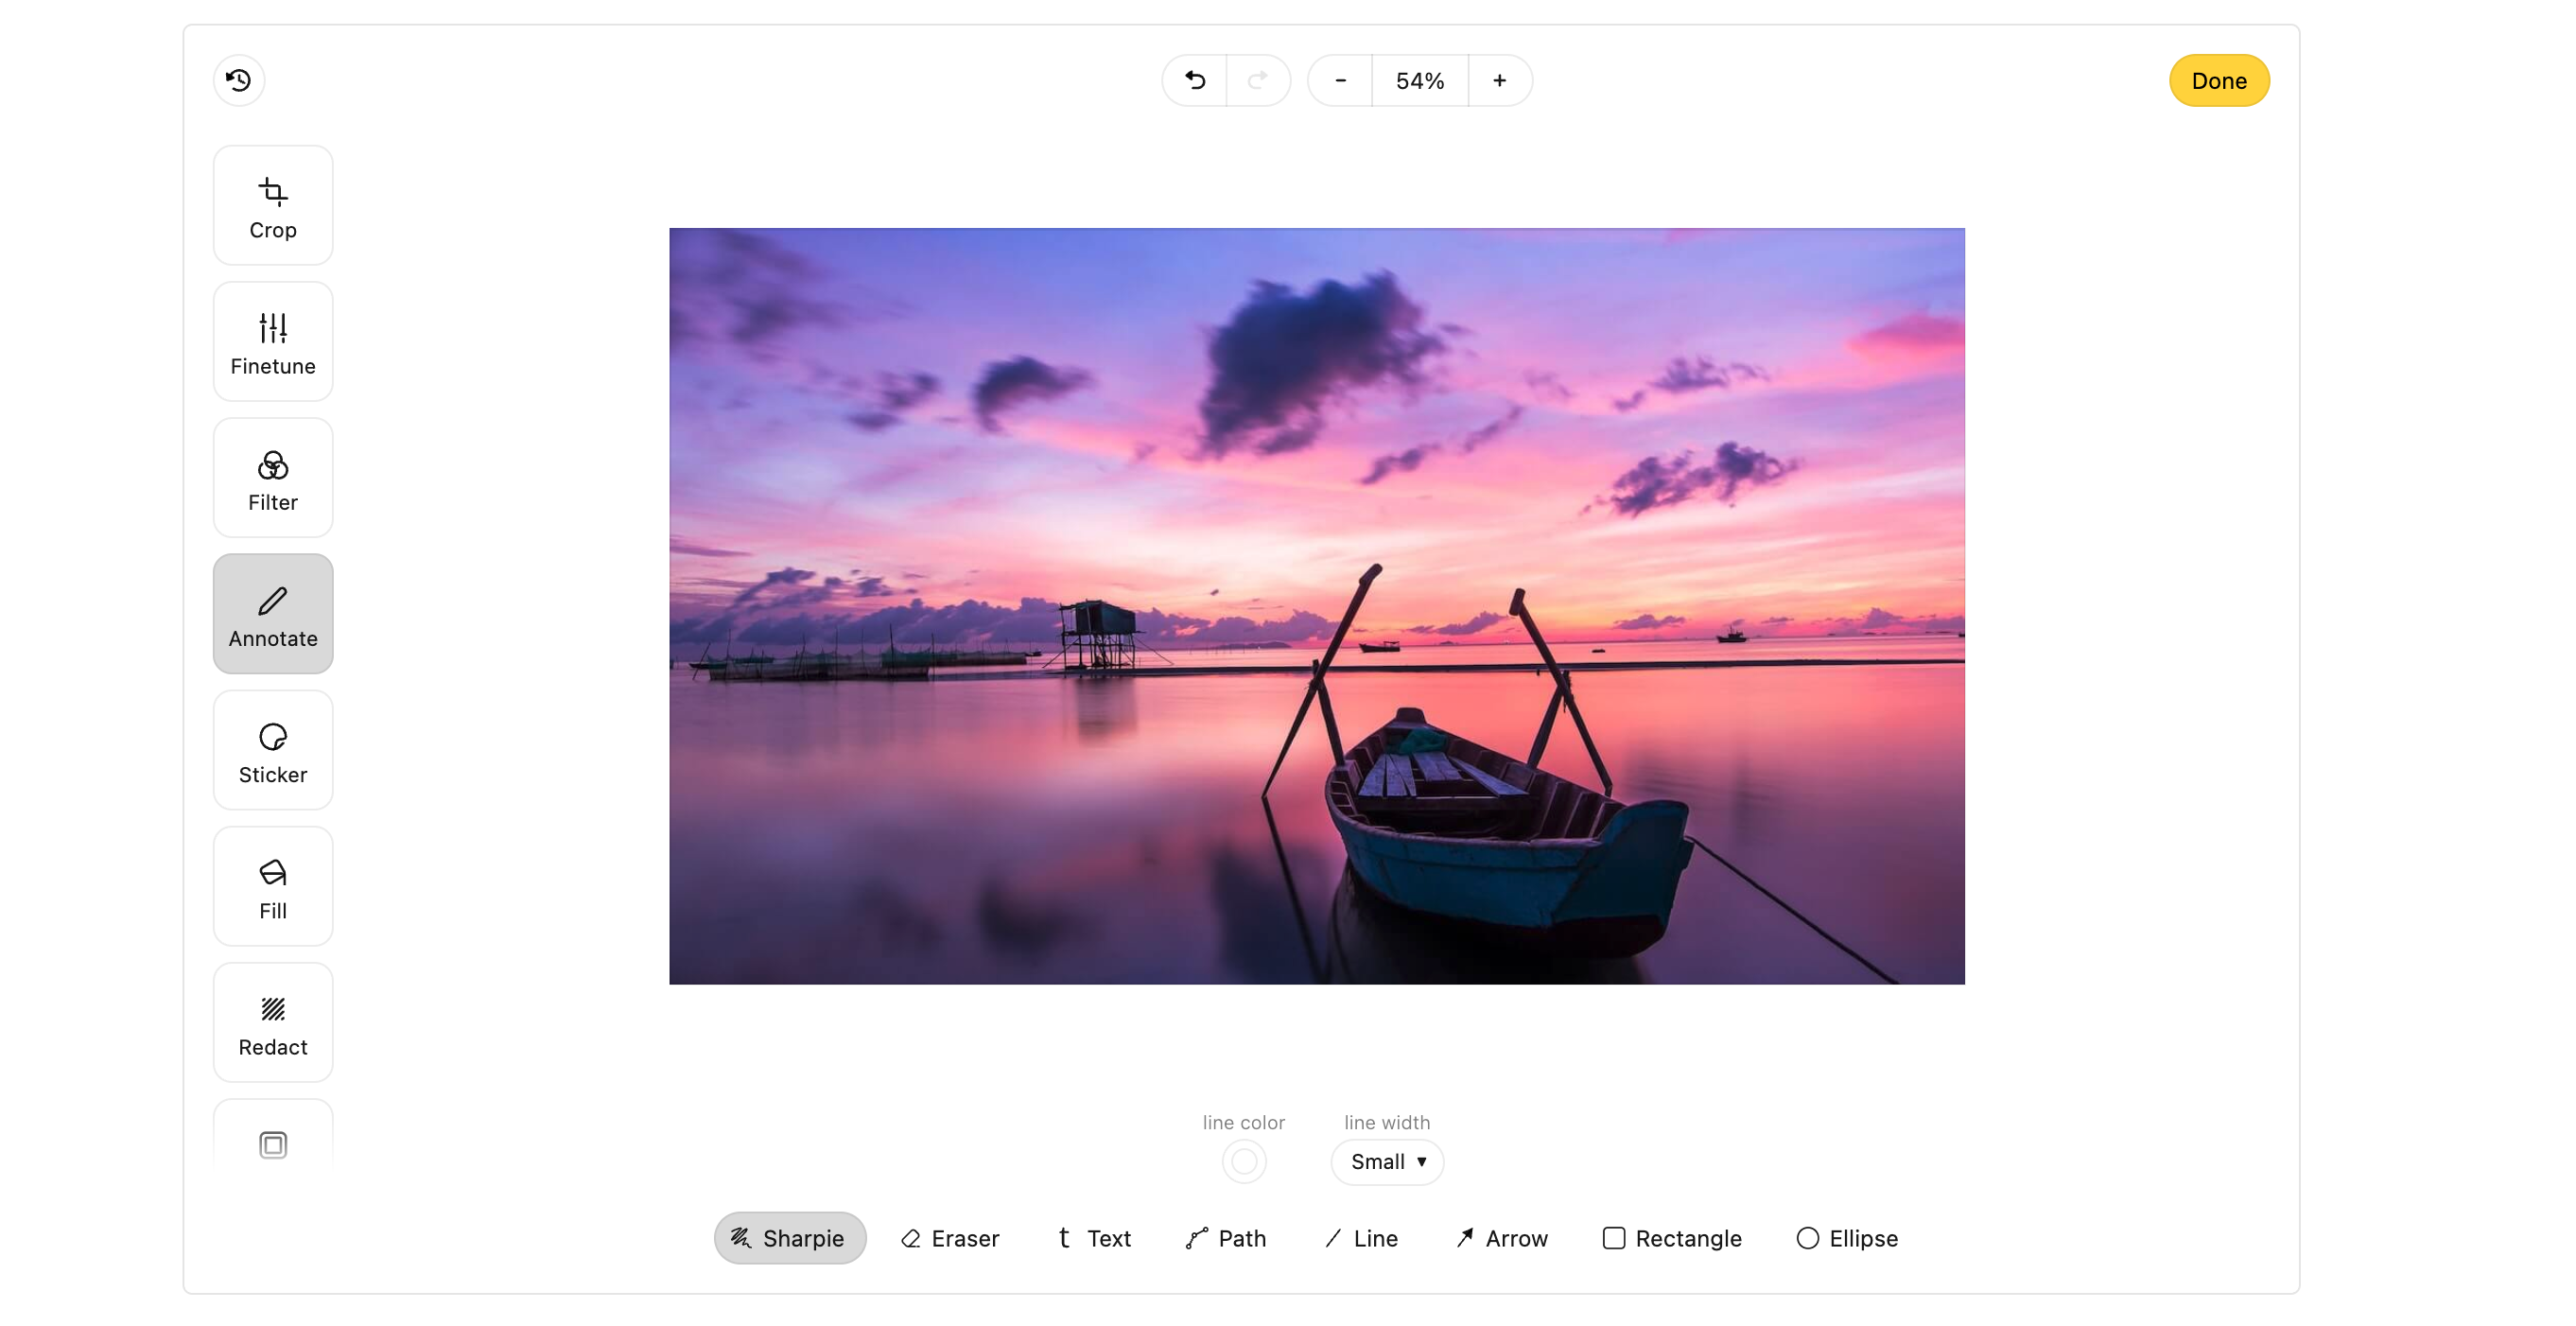 54%
Done
Crop
Finetune
Filter
Annotate
Sticker
Fill
Redact
line color line width
Small
Sharpie Eraser Text Path Line Arrow Rectangle Ellipse